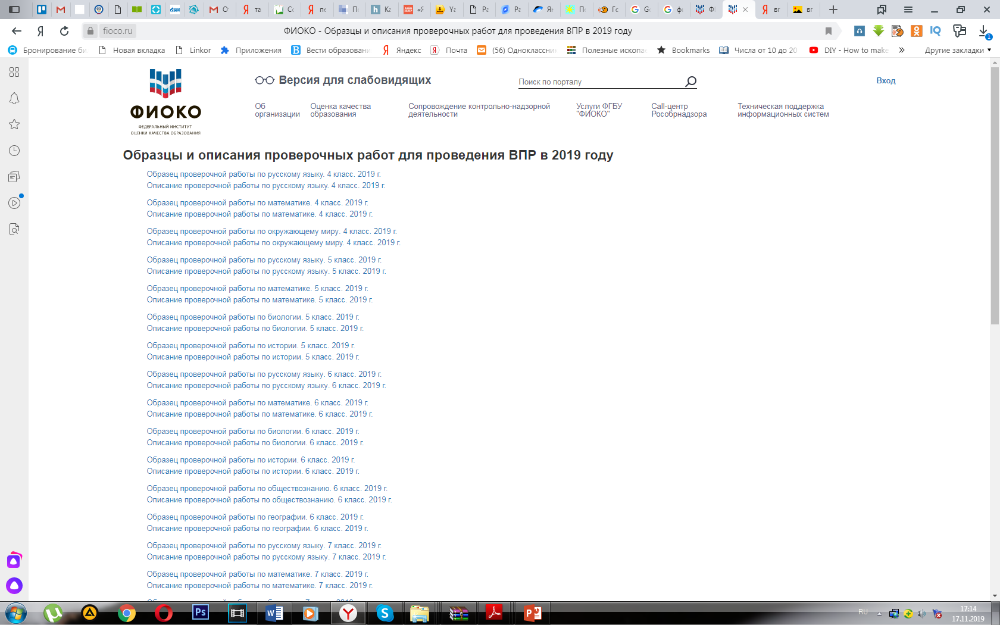 fioco.ru
ФИОКО - Образцы и описания проверочных работ для проведения ВПР в 2019 году
Бронирование би
Новая вкладка
Linkor
Приложения
Вести образовани
Яндекс
Почта
(56) Одноклассни
Полезные ископае
Bookmarks
Числа от 10 до 20
DIY - How to make
Другие закладки
Версия для слабовидящих
Поиск по порталу
Вход
ФИОКО
ФЕДЕРАЛЬНЫЙ ИНСТИТУТ
ОЦЕНКИ КАЧЕСТВА ОБРАЗОВАНИЯ
Об
организации
Оценка качества
образования
Сопровождение контрольно-надзорной
деятельности
Услуги ФГБУ
"ФИОКО"
Call-центр
Рособрнадзора
Техническая поддержка
информационных систем
Образцы и описания проверочных работ для проведения ВПР в 2019 году
Образец проверочной работы по русскому языку. 4 класс. 2019 г.
Описание проверочной работы по русскому языку. 4 класс. 2019 г.
Образец проверочной работы по математике. 4 класс. 2019 г.
Описание проверочной работы по математике. 4 класс. 2019 г.
Образец проверочной работы по окружающему миру. 4 класс. 2019 г.
Описание проверочной работы по окружающему миру. 4 класс. 2019 г.
Образец проверочной работы по русскому языку. 5 класс. 2019 г.
Описание проверочной работы по русскому языку. 5 класс. 2019 г.
Образец проверочной работы по математике. 5 класс. 2019 г.
Описание проверочной работы по математике. 5 класс. 2019 г.
Образец проверочной работы по биологии. 5 класс. 2019 г.
Описание проверочной работы по биологии. 5 класс. 2019 г.
Образец проверочной работы по истории. 5 класс. 2019 г.
Описание проверочной работы по истории. 5 класс. 2019 г.
Образец проверочной работы по русскому языку. 6 класс. 2019 г.
Описание проверочной работы по русскому языку. 6 класс. 2019 г.
Образец проверочной работы по математике. 6 класс. 2019 г.
Описание проверочной работы по математике. 6 класс. 2019 г.
Образец проверочной работы по биологии. 6 класс. 2019 г.
Описание проверочной работы по биологии. 6 класс. 2019 г.
Образец проверочной работы по истории. 6 класс. 2019 г.
Описание проверочной работы по истории. 6 класс. 2019 г.
Образец проверочной работы по обществознанию. 6 класс. 2019 г.
Описание проверочной работы по обществознанию. 6 класс. 2019 г.
Образец проверочной работы по географии. 6 класс. 2019 г.
Описание проверочной работы по географии. 6 класс. 2019 г.
Образец проверочной работы по русскому языку. 7 класс. 2019 г.
Описание проверочной работы по русскому языку. 7 класс. 2019 г.
Образец проверочной работы по математике. 7 класс. 2019 г.
Описание проверочной работы по математике. 7 класс. 2019 г.
RU
17:14
17.11.2019